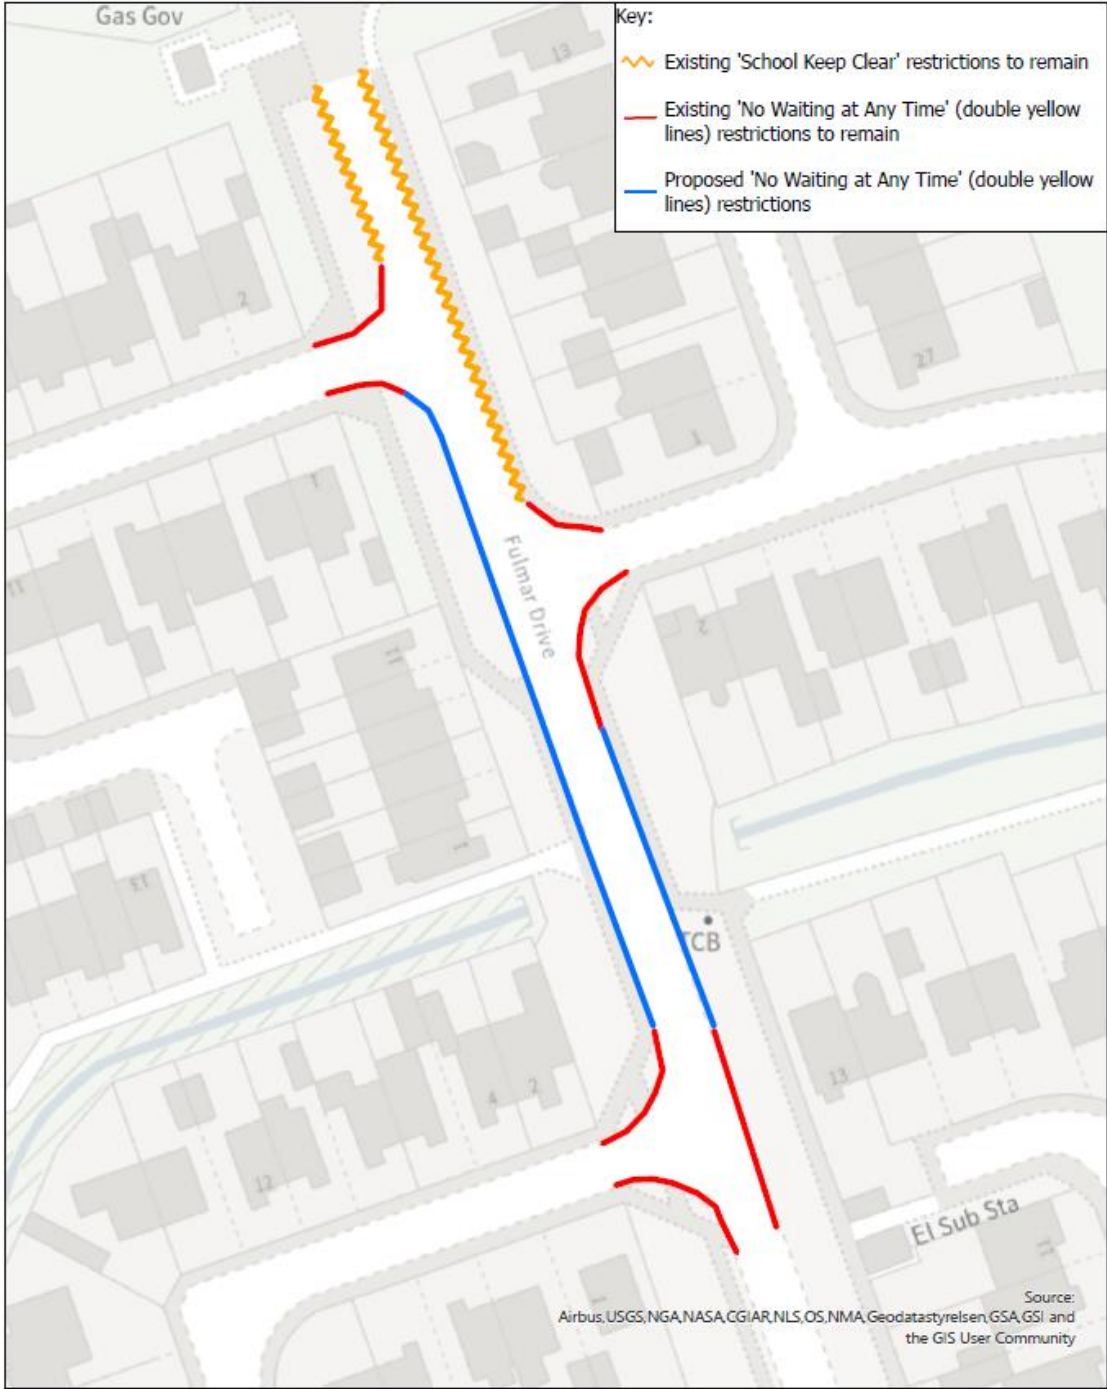 Gas Gov
Key:
Existing 'School Keep Clear' restrictions to remain
Existing 'No Waiting at Any Time' (double yellow
lines) restrictions to remain
Proposed 'No Waiting at Any Time' (double yellow
lines) restrictions
13
2
27
1
1
11
Fulmar Drive
2
11
1
13
TCB
13
4
2
12
El Sub Sta
11
1
Source:
Airbus,USGS,NGA,NASA,CGIAR,NLS,OS,NMA,Geodatastyrelsen,GSA,GSI and
the GIS User Community